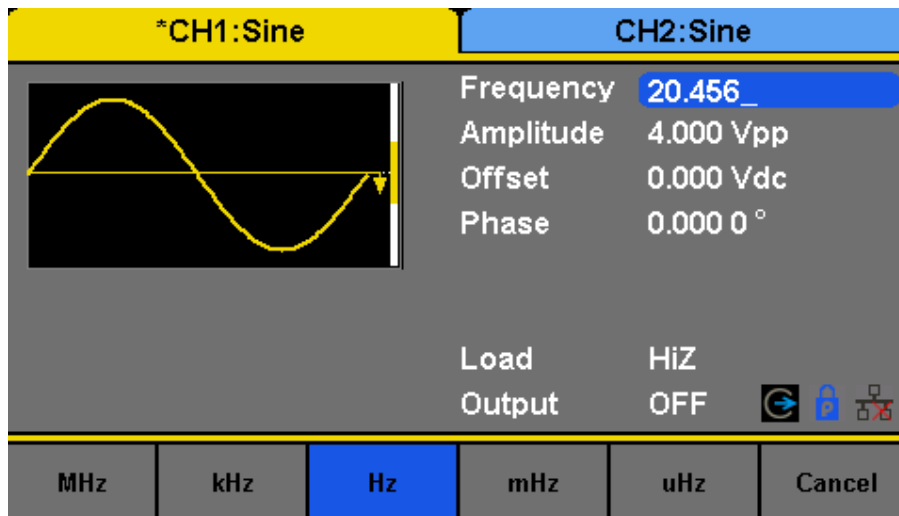 *CH1:Sine
CH2:Sine
Frequency 20.456_
Amplitude 4.000 Vpp
Offset 0.000 Vdc
Phase 0.000 0 °
Load HiZ
Output OFF P
MHz kHz Hz mHz uHz Cancel